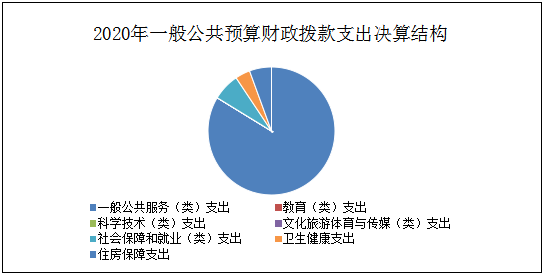 2020年一般公共预算财政拨款支出决算结构
一般公共服务（类）支出 教育（类）支出
科学技术（类）支出 文化旅游体育与传媒（类）支出
社会保障和就业（类）支出 卫生健康支出
住房保障支出